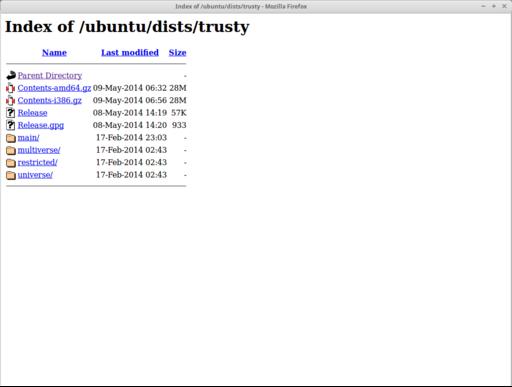 Index of /ubuntu/dists/trusty - Mozilla Firefox
Index of /ubuntu/dists/trusty
Name Last modified Size
Parent Directory -
Contents-amd64.gz 09-May-2014 06:32 28M
Contents-i386.gz 09-May-2014 06:56 28M
Release 08-May-2014 14:19 57K
Release.gpg 08-May-2014 14:20 933
main/ 17-Feb-2014 23:03 -
multiverse/ 17-Feb-2014 02:43 -
restricted/ 17-Feb-2014 02:43 -
universe/ 17-Feb-2014 02:43 -